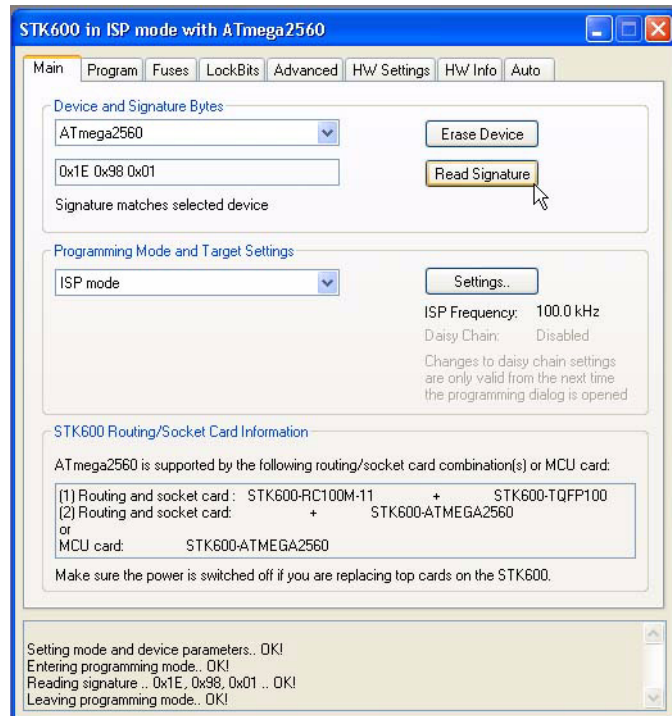 STK600 in ISP mode with ATmega2560
Main Program Fuses LockBits Advanced HW Settings HW Info Auto
Device and Signature Bytes
ATmega2560
Erase Device
0x1E 0x98 0x01
Read Signature
Signature matches selected device
Programming Mode and Target Settings
ISP mode
Settings..
ISP Frequency: 100.0 kHz
Daisy Chain: Disabled
Changes to daisy chain settings
are only valid from the next time
the programming dialog is opened
STK600 Routing/Socket Card Information
ATmega2560 is supported by the following routing/socket card combination(s) or MCU card:
(1) Routing and socket card : STK600-RC100M-11 + STK600-TQFP100
(2) Routing and socket card: + STK600-ATMEGA2560
or
MCU card: STK600-ATMEGA2560
Make sure the power is switched off if you are replacing top cards on the STK600.
Setting mode and device parameters.. OK!
Entering programming mode.. OK!
Reading signature .. 0x1E, 0x98, 0x01 .. OK!
Leaving programming mode.. OK!